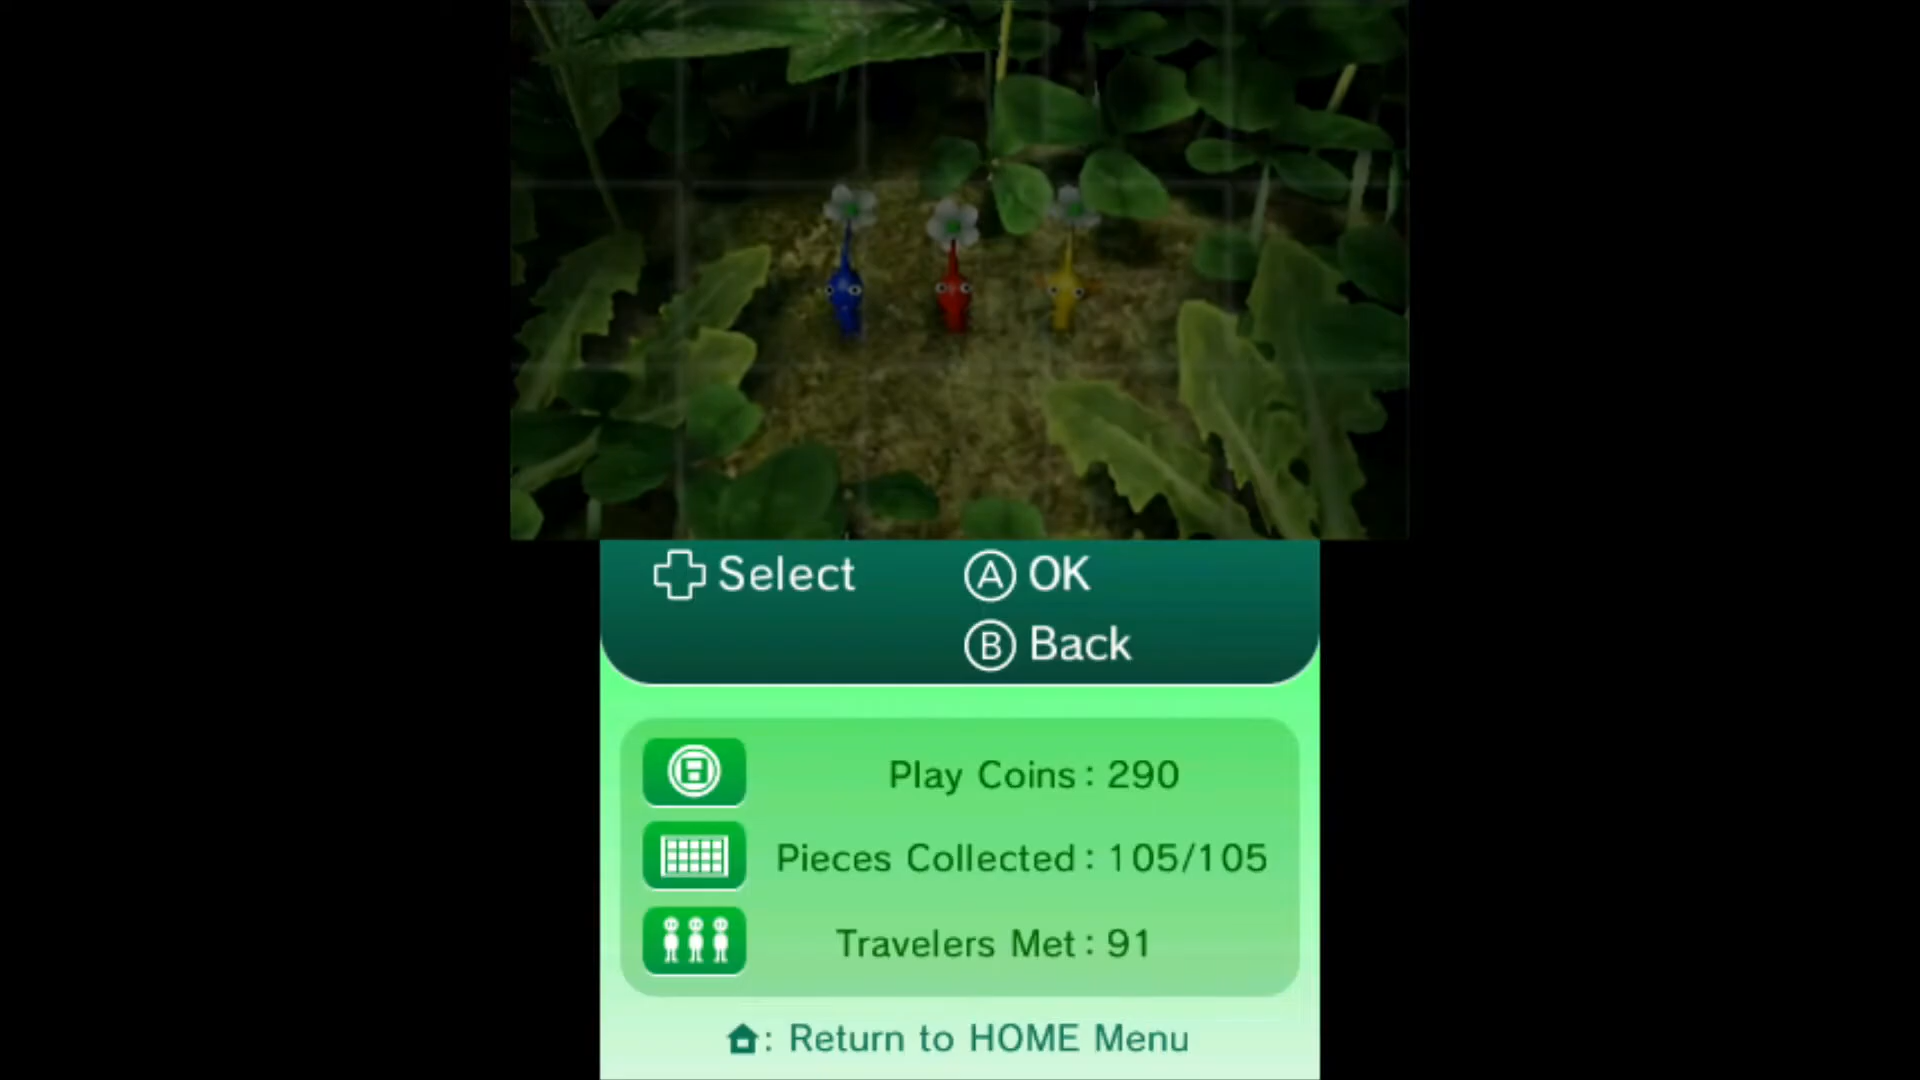 Select
A OK
B Back
Play Coins: 290
Pieces Collected: 105/105
Travelers Met: 91
: Return to HOME Menu